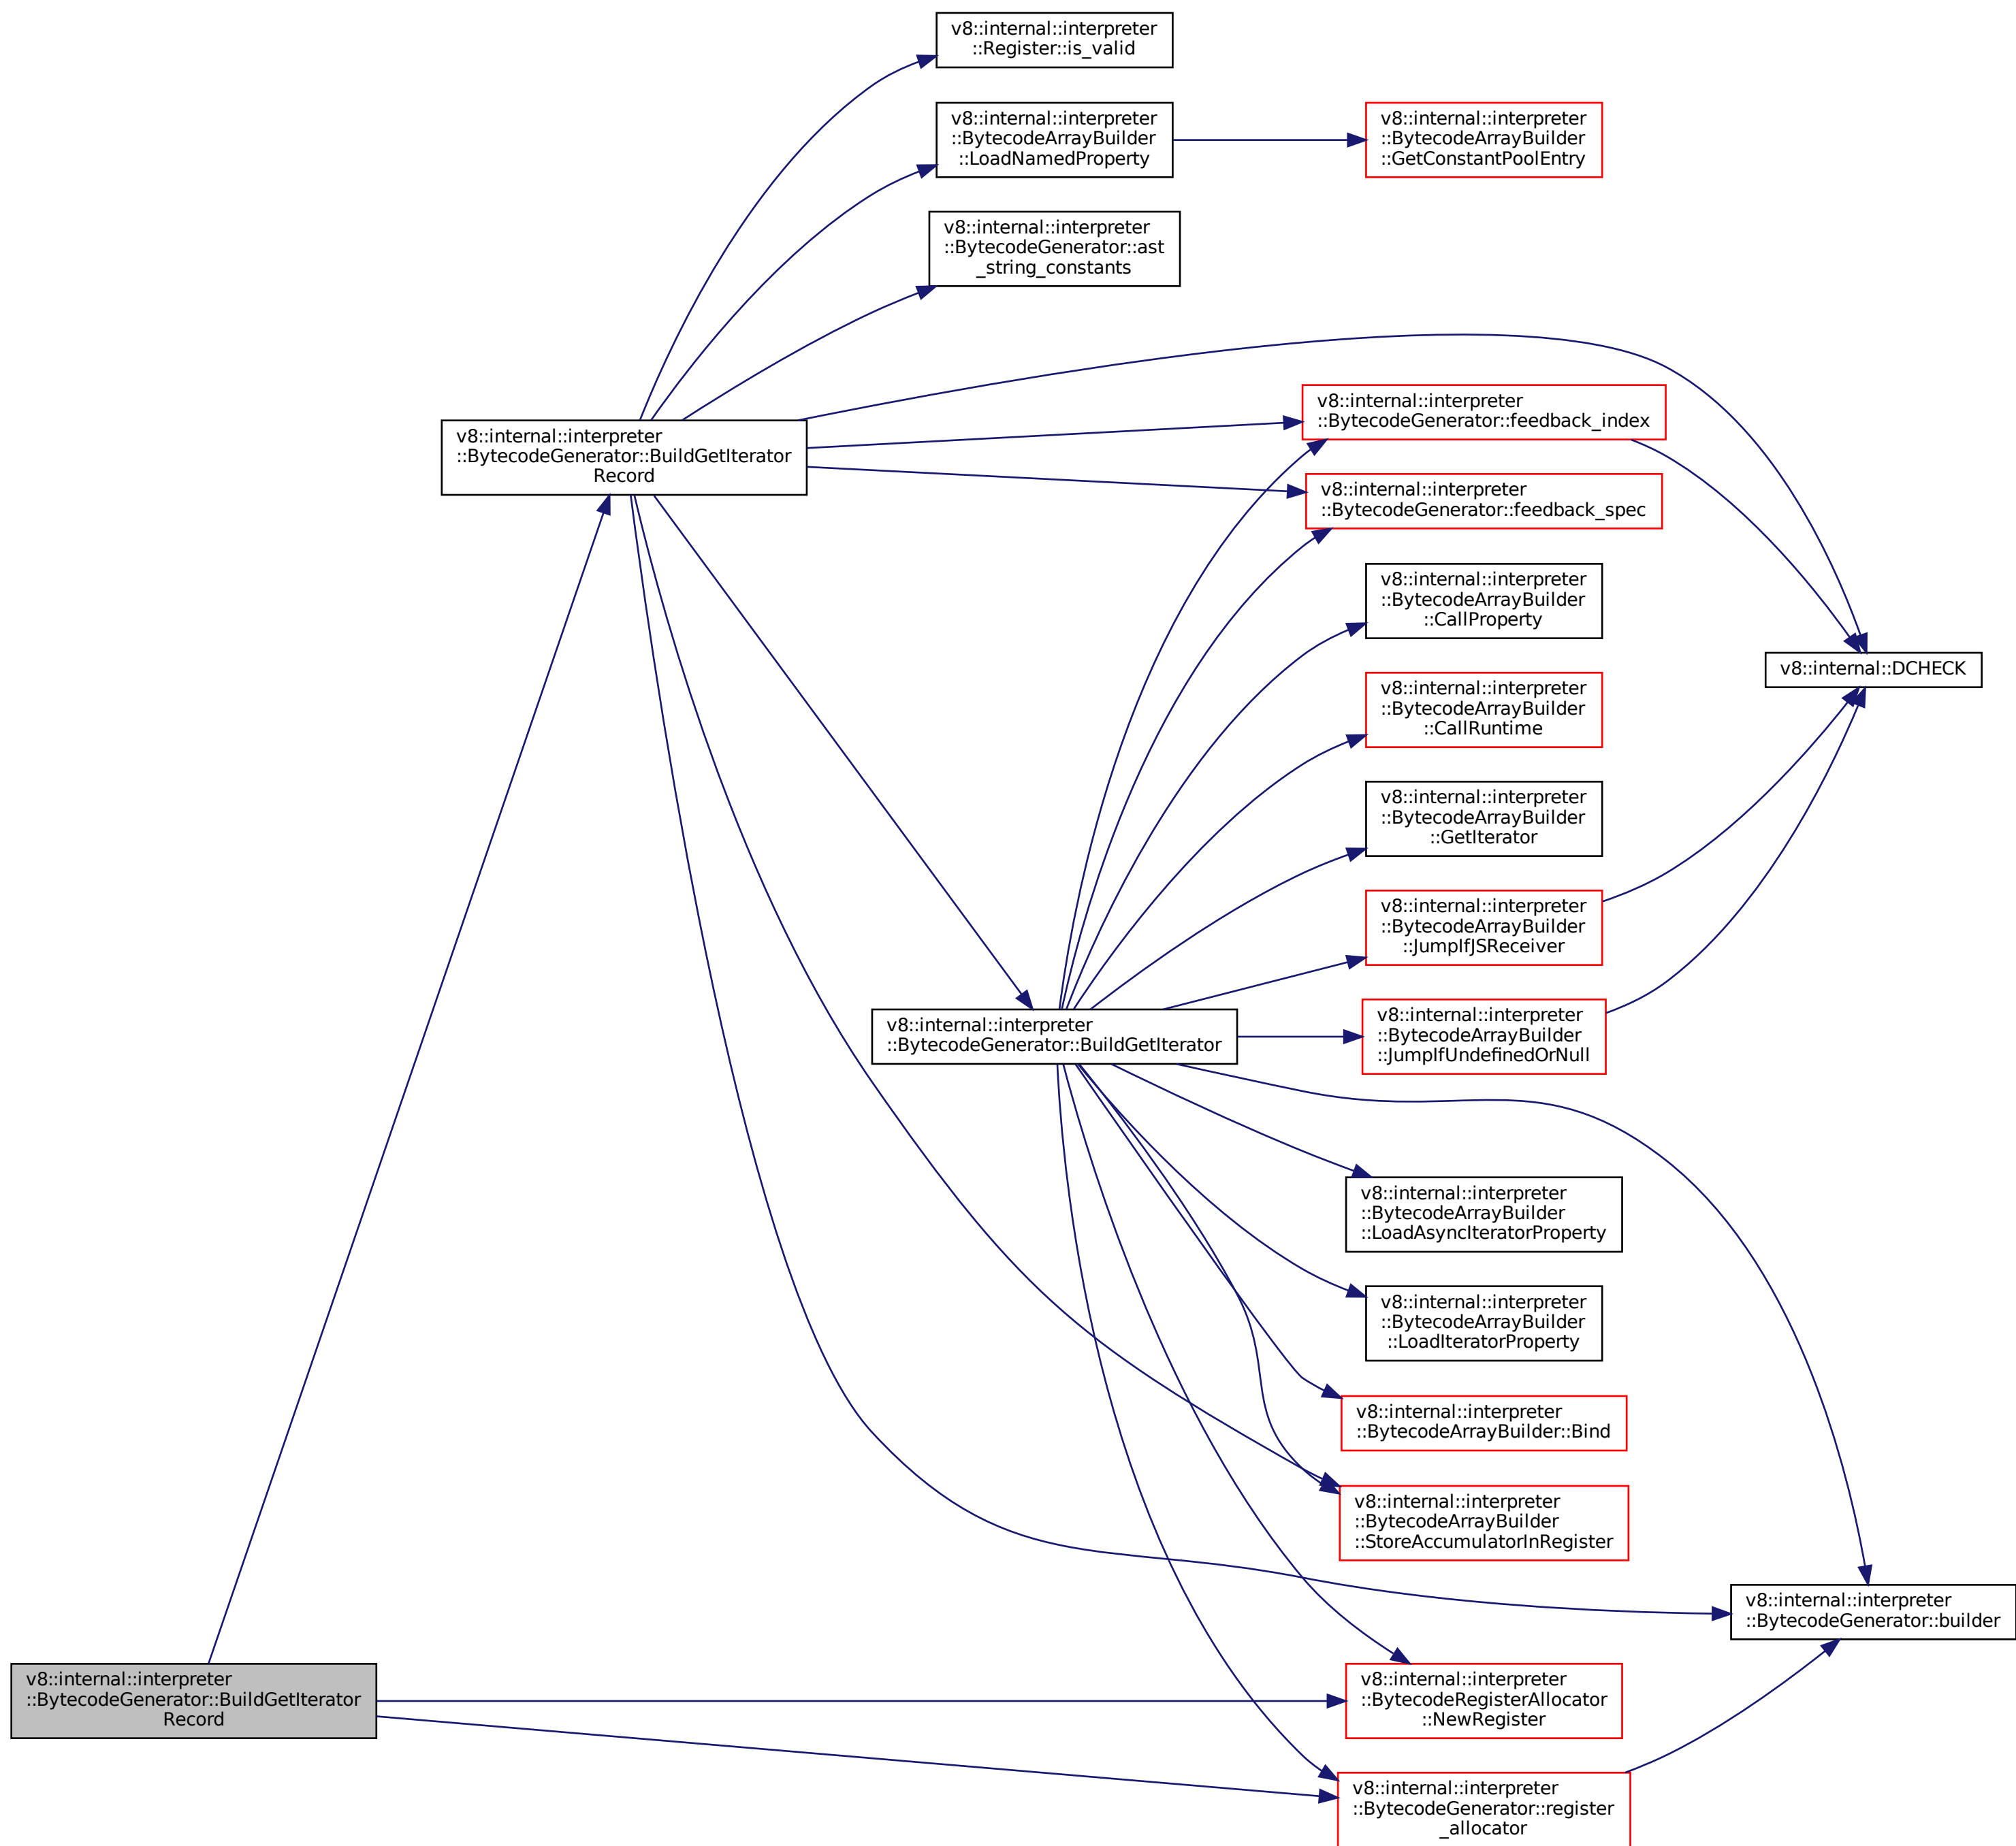 v8::internal::interpreter
::Register::is_valid
v8::internal::interpreter
::BytecodeArrayBuilder
::LoadNamedProperty
v8::internal::interpreter
::BytecodeArrayBuilder
::GetConstantPoolEntry
v8::internal::interpreter
::BytecodeGenerator::ast
_string_constants
v8::internal::interpreter
::BytecodeGenerator::feedback_index
v8::internal::interpreter
::BytecodeGenerator::BuildGetIterator
Record
v8::internal::interpreter
::BytecodeGenerator::feedback_spec
v8::internal::interpreter
::BytecodeArrayBuilder
::CallProperty
v8::internal::DCHECK
v8::internal::interpreter
::BytecodeArrayBuilder
::CallRuntime
v8::internal::interpreter
::BytecodeArrayBuilder
::GetIterator
v8::internal::interpreter
::BytecodeArrayBuilder
::JumpIfJSReceiver
v8::internal::interpreter
::BytecodeGenerator::BuildGetIterator
v8::internal::interpreter
::BytecodeArrayBuilder
::JumpIfUndefinedOrNull
v8::internal::interpreter
::BytecodeArrayBuilder
::LoadAsyncIteratorProperty
v8::internal::interpreter
::BytecodeArrayBuilder
::LoadIteratorProperty
v8::internal::interpreter
::BytecodeArrayBuilder::Bind
v8::internal::interpreter
::BytecodeArrayBuilder
::StoreAccumulatorInRegister
v8::internal::interpreter
::BytecodeGenerator::builder
v8::internal::interpreter
::BytecodeGenerator::BuildGetIterator
Record
v8::internal::interpreter
::BytecodeRegisterAllocator
::NewRegister
v8::internal::interpreter
::BytecodeGenerator::register
_allocator